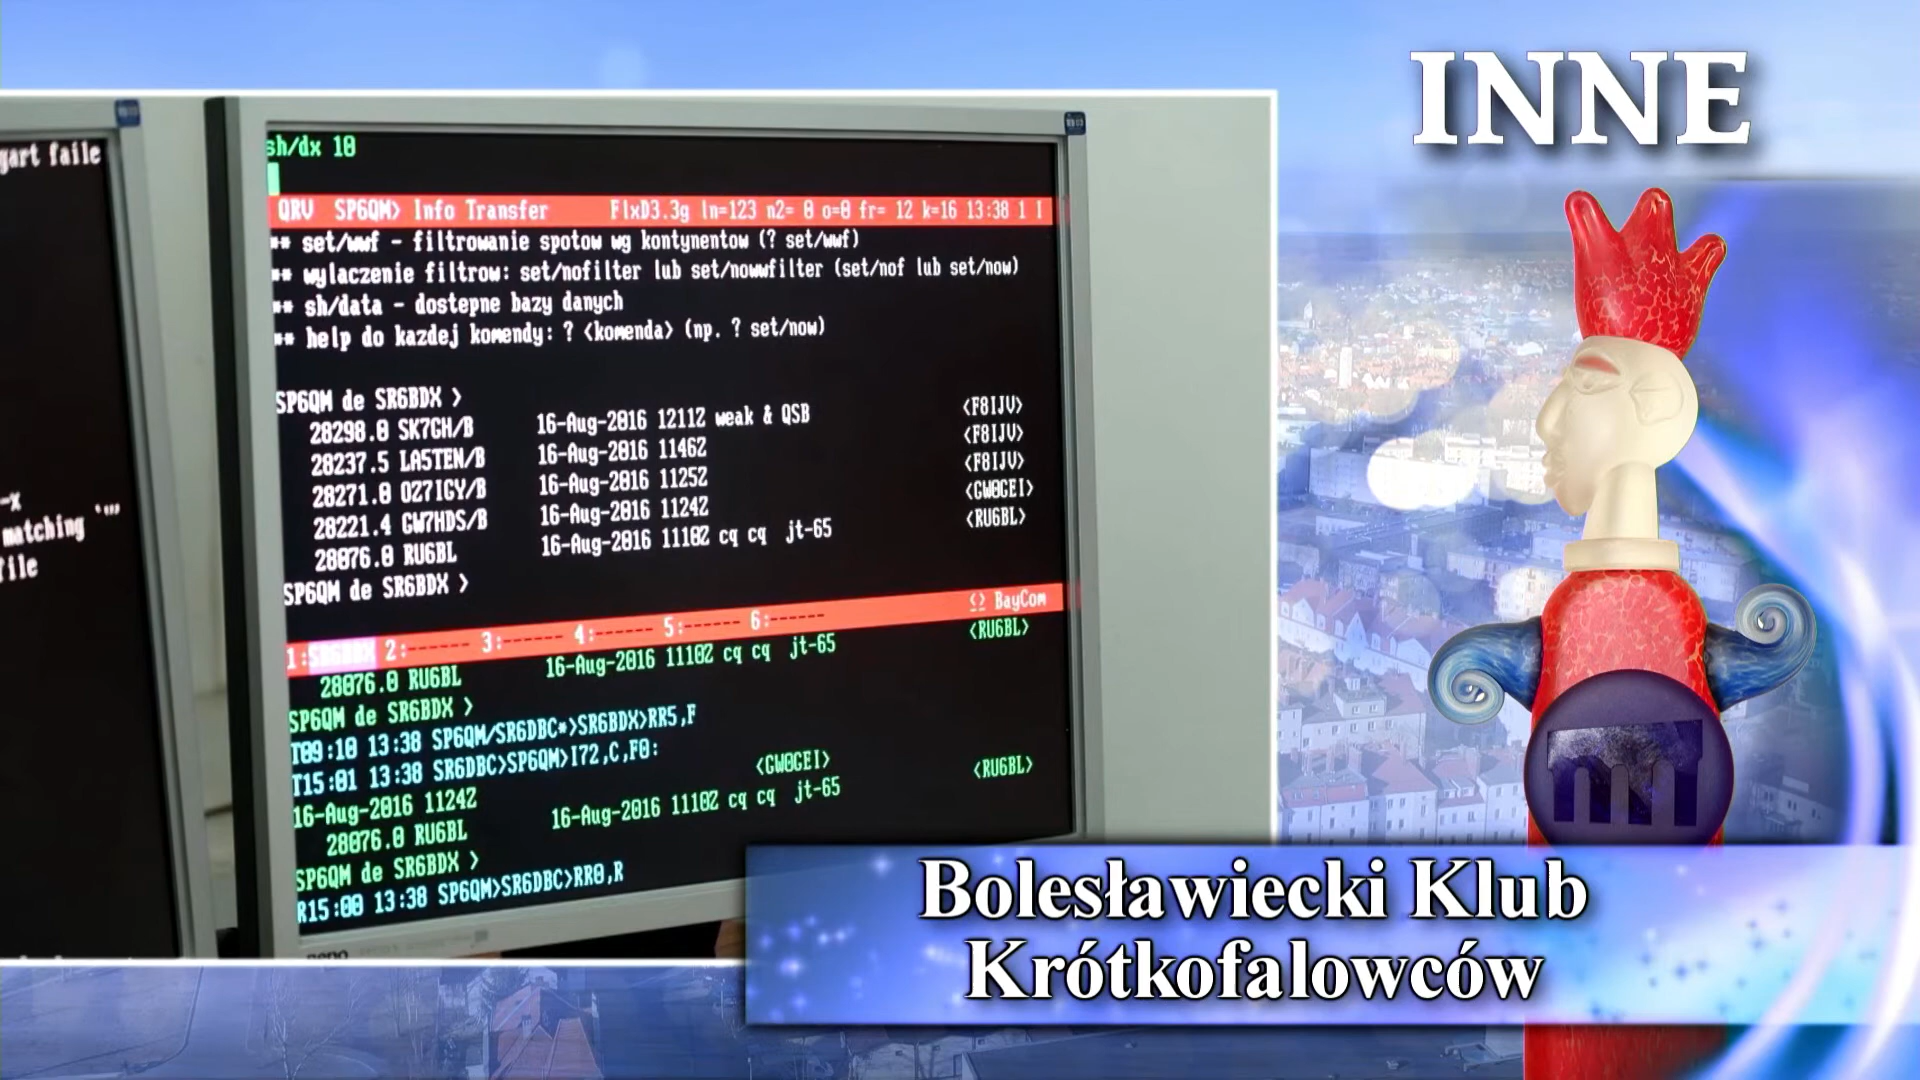 INNE
gart faile
-x
matching `"'
file
sh/dx 10
QRV SP6QM> Info Transfer FlxD3.3g ln=123 n2= 0 o=0 fr= 12 k=16 13:38 1 I
** set/wwf - filtrowanie spotow wg kontynentow (? set/wwf)
** wylaczenie filtrow: set/nofilter lub set/nowwfilter (set/nof lub set/now)
** sh/data - dostepne bazy danych
** help do kazdej komendy: ? <komenda> (np. ? set/now)
SP6QM de SR6BDX >
28298.0 SK7GH/B 16-Aug-2016 1211Z weak & QSB <F8IJV>
28237.5 LA5TEN/B 16-Aug-2016 1146Z <F8IJV>
28271.0 OZ7IGY/B 16-Aug-2016 1125Z <F8IJV>
28221.4 GW7HDS/B 16-Aug-2016 1124Z <GW0GEI>
28076.0 RU6BL 16-Aug-2016 1110Z cq cq jt-65 <RU6BL>
SP6QM de SR6BDX >
<> BayCom
1:SR6BDX 2:------ 3:------ 4:------ 5:------ 6:------
28076.0 RU6BL 16-Aug-2016 1110Z cq cq jt-65 <RU6BL>
SP6QM de SR6BDX >
T09:10 13:38 SP6QM/SR6DBC*>SR6BDX>RR5,F
T15:01 13:38 SR6DBC>SP6QM>I72,C,F0:
16-Aug-2016 1124Z <GW0GEI>
28076.0 RU6BL 16-Aug-2016 1110Z cq cq jt-65 <RU6BL>
SP6QM de SR6BDX >
R15:00 13:38 SP6QM>SR6DBC>RR0,R
Bolesławiecki Klub
Krótkofalowców